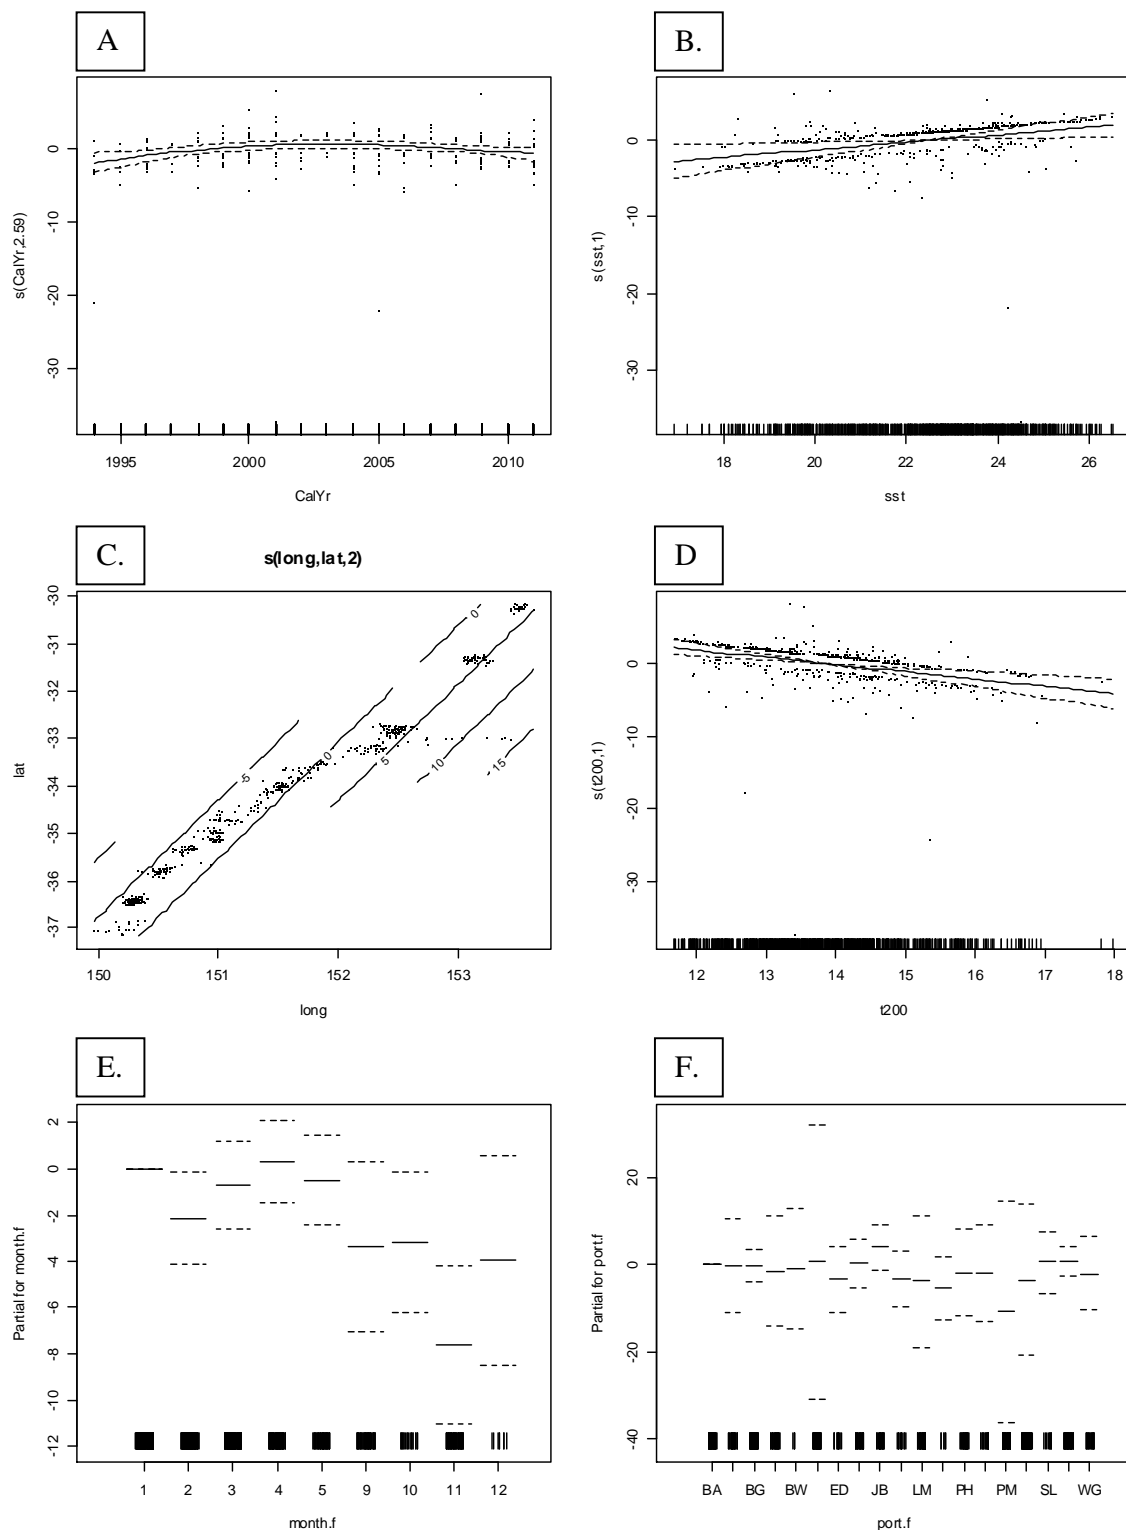 A
B.
s(CalYr,2.59)
0
-10
-20
-30
1995 2000 2005 2010
CalYr
s(sst,1)
0
-10
-20
-30
18 20 22 24 26
sst
C.
s(long,lat,2)
D
lat
-30
-31
-32
-33
-34
-35
-36
-37
0
-5
0
5
10
15
150 151 152 153
long
s(t200,1)
0
-10
-20
-30
12 13 14 15 16 17 18
t200
E.
F.
Partial for month.f
2
0
-2
-4
-6
-8
-10
-12
1 2 3 4 5 9 10 11 12
month.f
Partial for port.f
20
0
-20
-40
BA BG BW ED JB LM PH PM SL WG
port.f